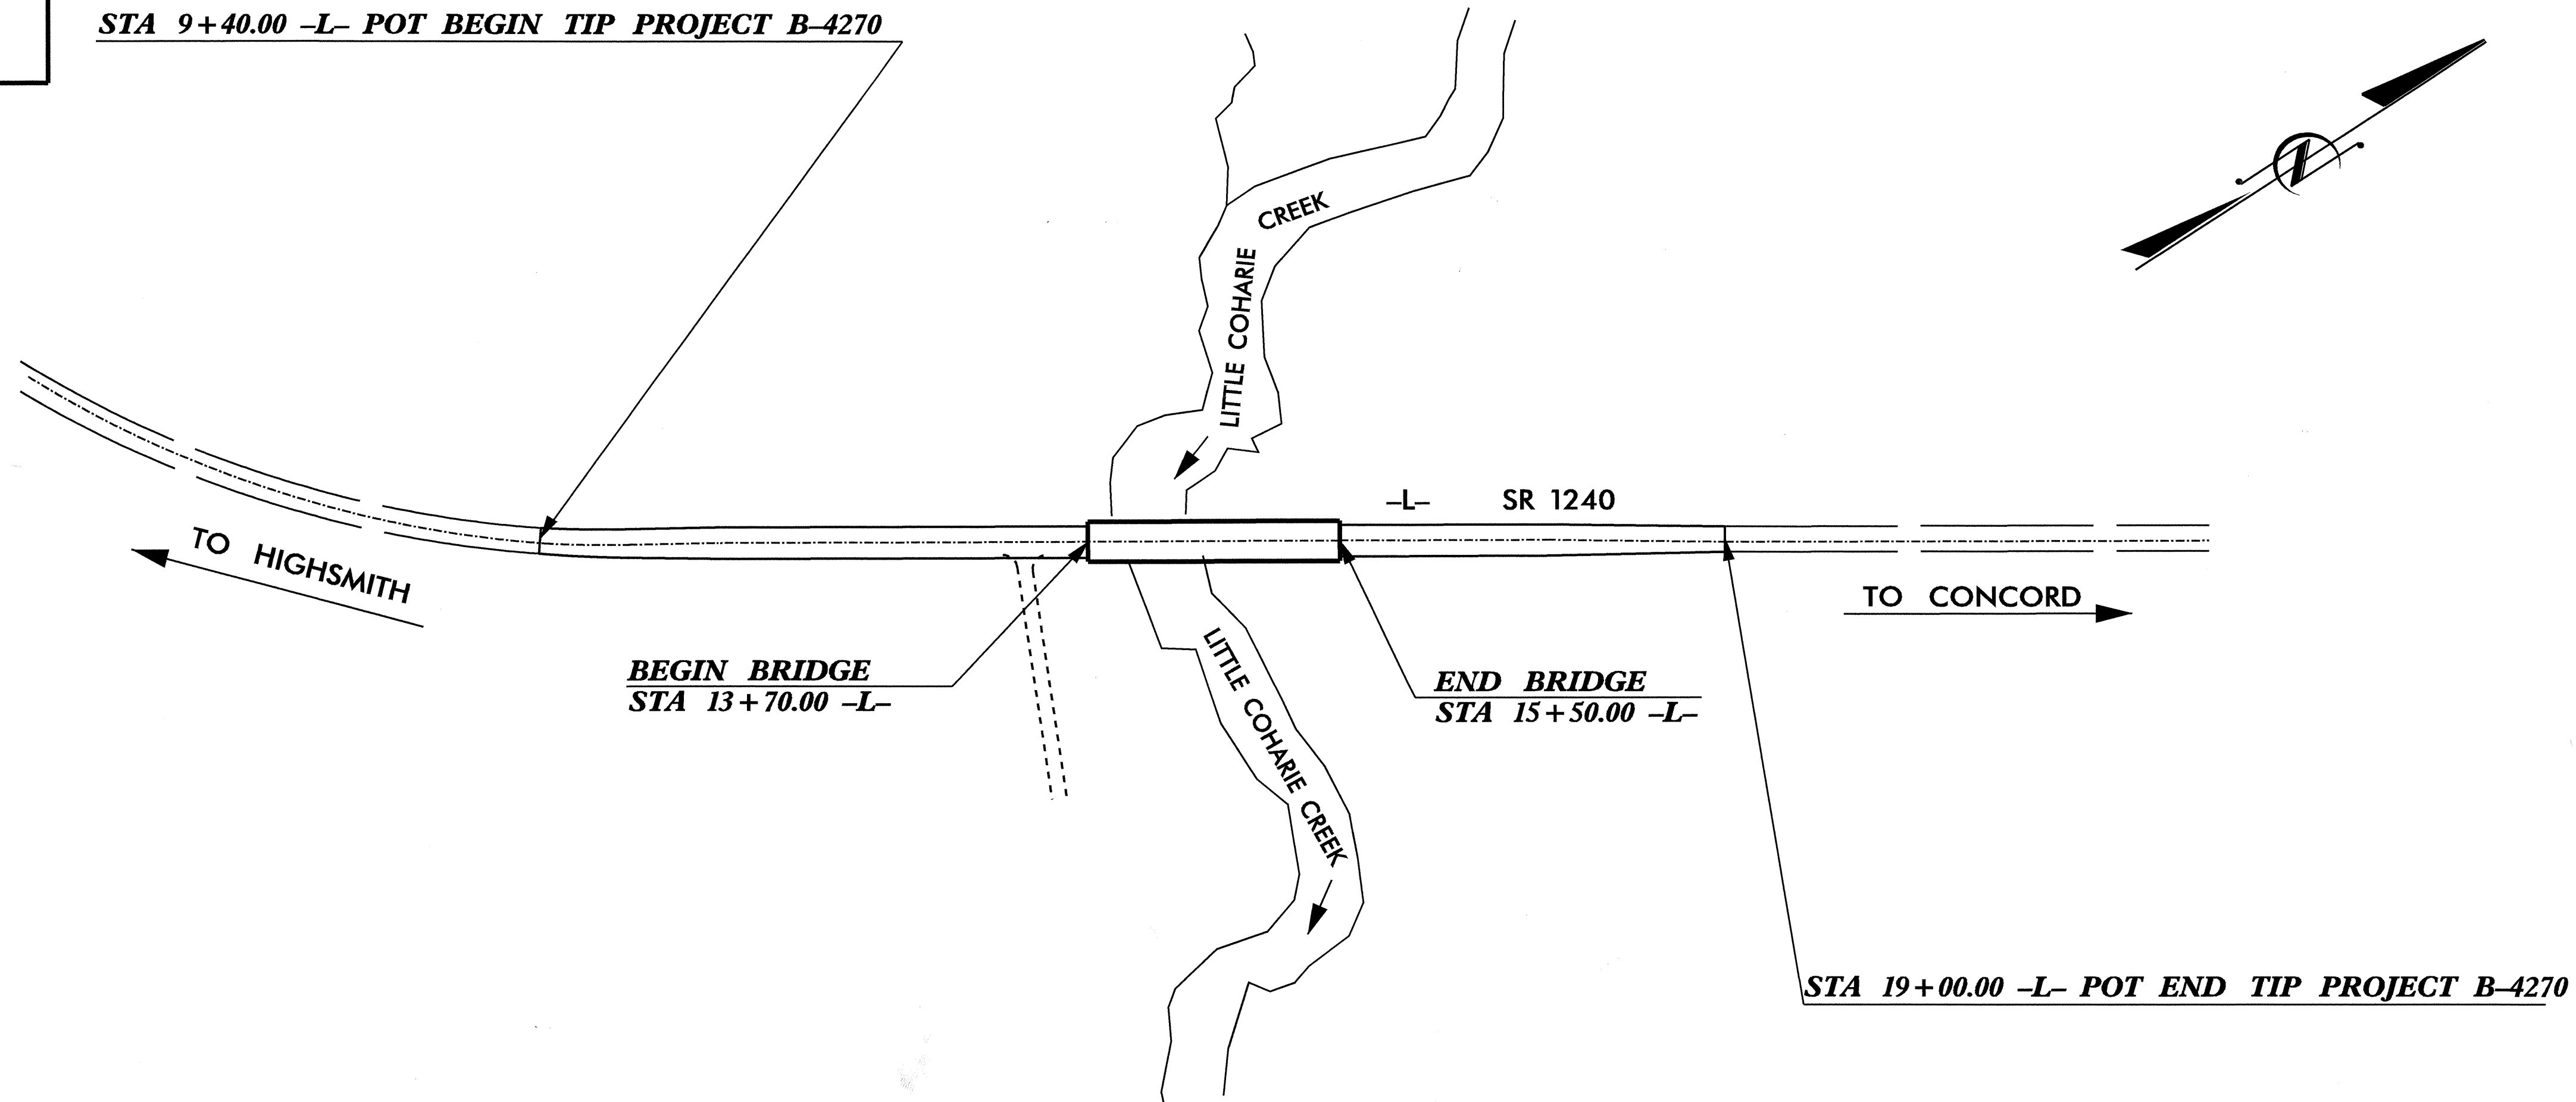 STA 9+40.00 –L– POT BEGIN TIP PROJECT B–4270
CREEK
LITTLE COHARIE
–L– SR 1240
TO HIGHSMITH
TO CONCORD
BEGIN BRIDGE
STA 13+70.00 –L–
LITTLE COHARIE CREEK
END BRIDGE
STA 15+50.00 –L–
STA 19+00.00 –L– POT END TIP PROJECT B–4270